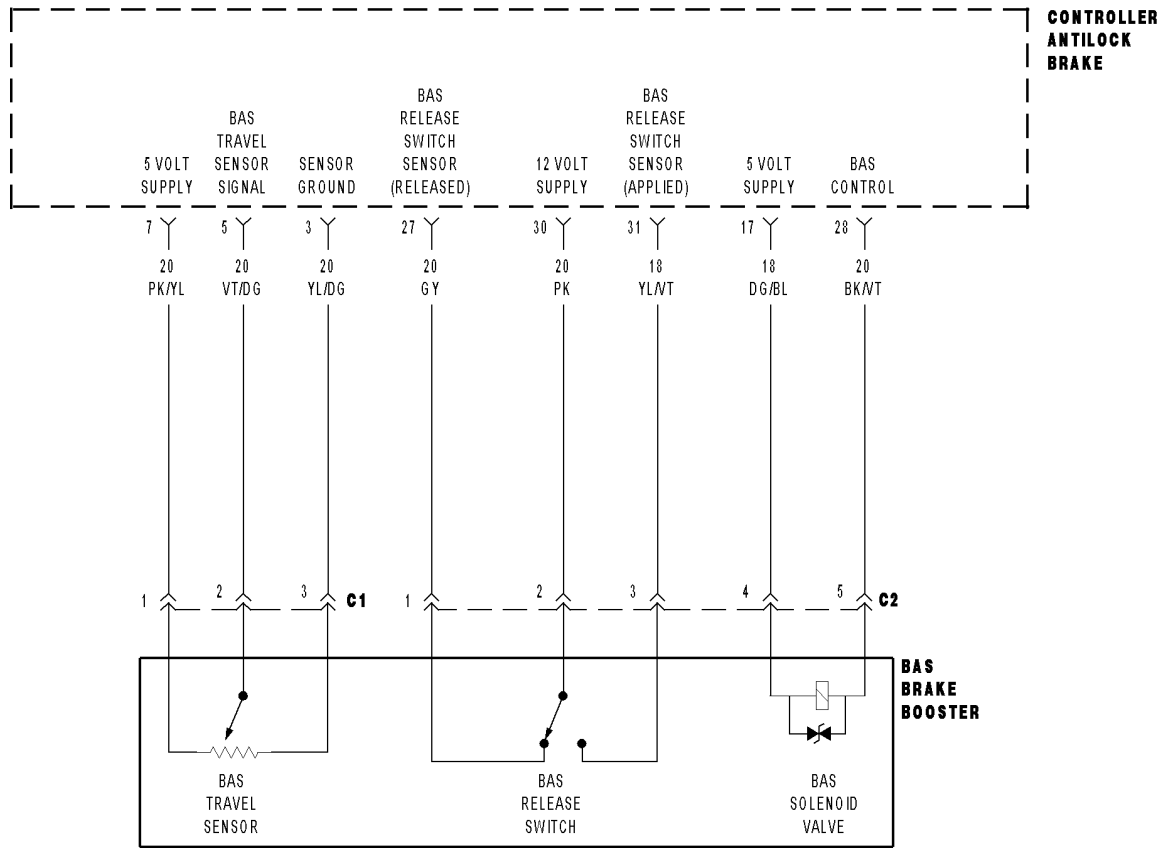 CONTROLLER
ANTILOCK
BRAKE
5 VOLT
SUPPLY
BAS
TRAVEL
SENSOR
SIGNAL
SENSOR
GROUND
BAS
RELEASE
SWITCH
SENSOR
(RELEASED)
12 VOLT
SUPPLY
BAS
RELEASE
SWITCH
SENSOR
(APPLIED)
5 VOLT
SUPPLY
BAS
CONTROL
7
5
3
27
30
31
17
28
20
PK/YL
20
VT/DG
20
YL/DG
20
GY
20
PK
18
YL/VT
18
DG/BL
20
BK/VT
1
2
3
C1
1
2
3
4
5
C2
BAS
BRAKE
BOOSTER
BAS
TRAVEL
SENSOR
BAS
RELEASE
SWITCH
BAS
SOLENOID
VALVE